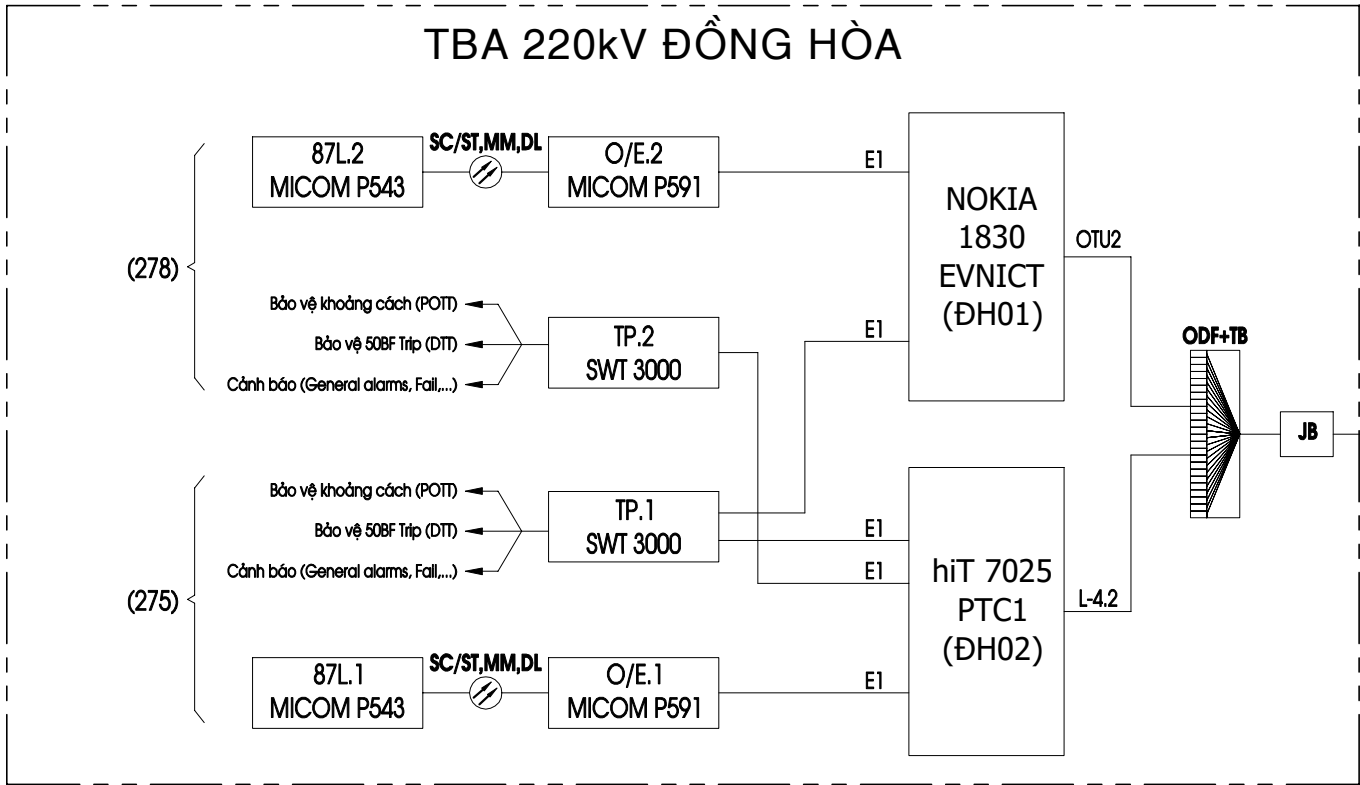 TBA 220kV ĐỒNG HÒA
87L.2
MICOM P543
SC/ST,MM,DL
O/E.2
MICOM P591
E1
NOKIA
1830
EVNICT
(ĐH01)
OTU2
(278)
Bảo vệ khoảng cách (POTT)
Bảo vệ 50BF Trip (DTT)
Cảnh báo (General alarms, Fail,...)
TP.2
SWT 3000
E1
ODF+TB
JB
(275)
Bảo vệ khoảng cách (POTT)
Bảo vệ 50BF Trip (DTT)
Cảnh báo (General alarms, Fail,...)
TP.1
SWT 3000
E1
E1
hiT 7025
PTC1
(ĐH02)
L-4.2
87L.1
MICOM P543
SC/ST,MM,DL
O/E.1
MICOM P591
E1